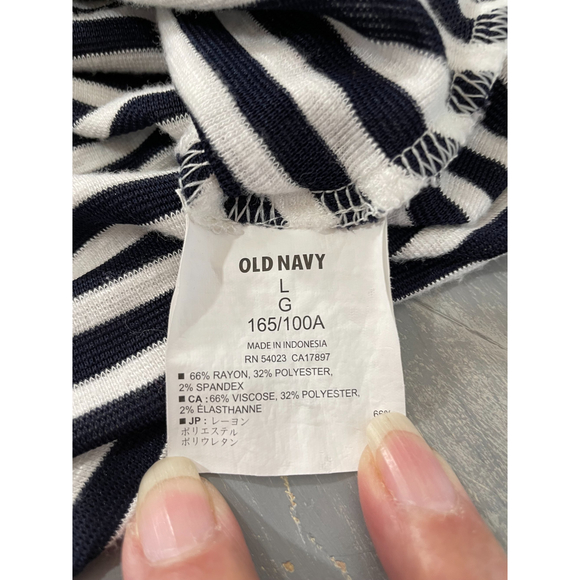 OLD NAVY
L
G
165/100A
MADE IN INDONESIA
RN 54023 CA17897
■ 66% RAYON, 32% POLYESTER,
2% SPANDEX
■ CA : 66% VISCOSE, 32% POLYESTER,
2% ÉLASTHANNE
■ JP : レーヨン
ポリエステル
ポリウレタン
66%